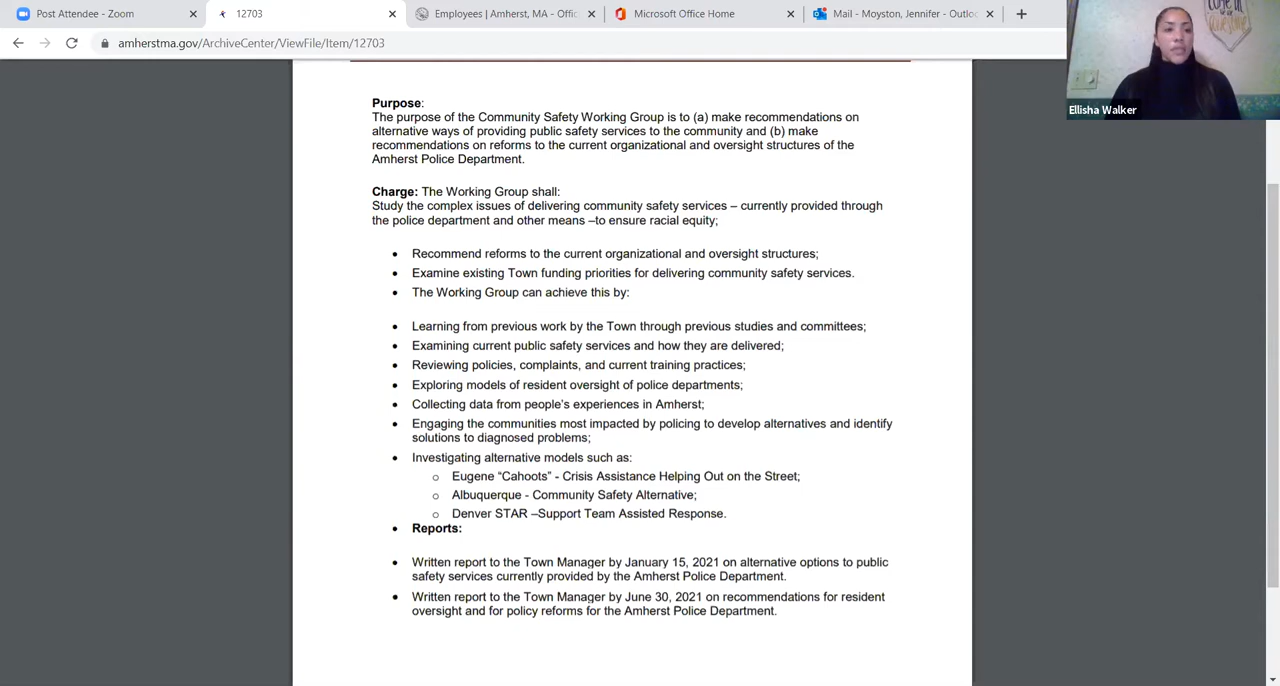 Post Attendee - Zoom
12703
Employees | Amherst, MA - Offic
Microsoft Office Home
Mail - Moyston, Jennifer - Outloo
amherstma.gov/ArchiveCenter/ViewFile/Item/12703
Ellisha Walker
Purpose:
The purpose of the Community Safety Working Group is to (a) make recommendations on
alternative ways of providing public safety services to the community and (b) make
recommendations on reforms to the current organizational and oversight structures of the
Amherst Police Department.
Charge: The Working Group shall:
Study the complex issues of delivering community safety services – currently provided through
the police department and other means –to ensure racial equity;
• Recommend reforms to the current organizational and oversight structures;
• Examine existing Town funding priorities for delivering community safety services.
• The Working Group can achieve this by:
• Learning from previous work by the Town through previous studies and committees;
• Examining current public safety services and how they are delivered;
• Reviewing policies, complaints, and current training practices;
• Exploring models of resident oversight of police departments;
• Collecting data from people's experiences in Amherst;
• Engaging the communities most impacted by policing to develop alternatives and identify
solutions to diagnosed problems;
• Investigating alternative models such as:
o Eugene “Cahoots” - Crisis Assistance Helping Out on the Street;
o Albuquerque - Community Safety Alternative;
o Denver STAR –Support Team Assisted Response.
• Reports:
• Written report to the Town Manager by January 15, 2021 on alternative options to public
safety services currently provided by the Amherst Police Department.
• Written report to the Town Manager by June 30, 2021 on recommendations for resident
oversight and for policy reforms for the Amherst Police Department.